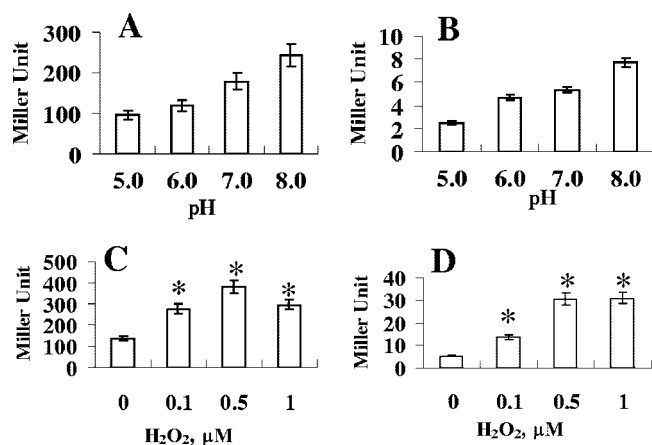 A
Miller Unit
300
200
100
0
5.0 6.0 7.0 8.0
pH
B
Miller Unit
10
8
6
4
2
0
5.0 6.0 7.0 8.0
pH
C
Miller Unit
500
400
300
200
100
0
* * *
0 0.1 0.5 1
H₂O₂, μM
D
Miller Unit
40
30
20
10
0
* * *
0 0.1 0.5 1
H₂O₂, μM